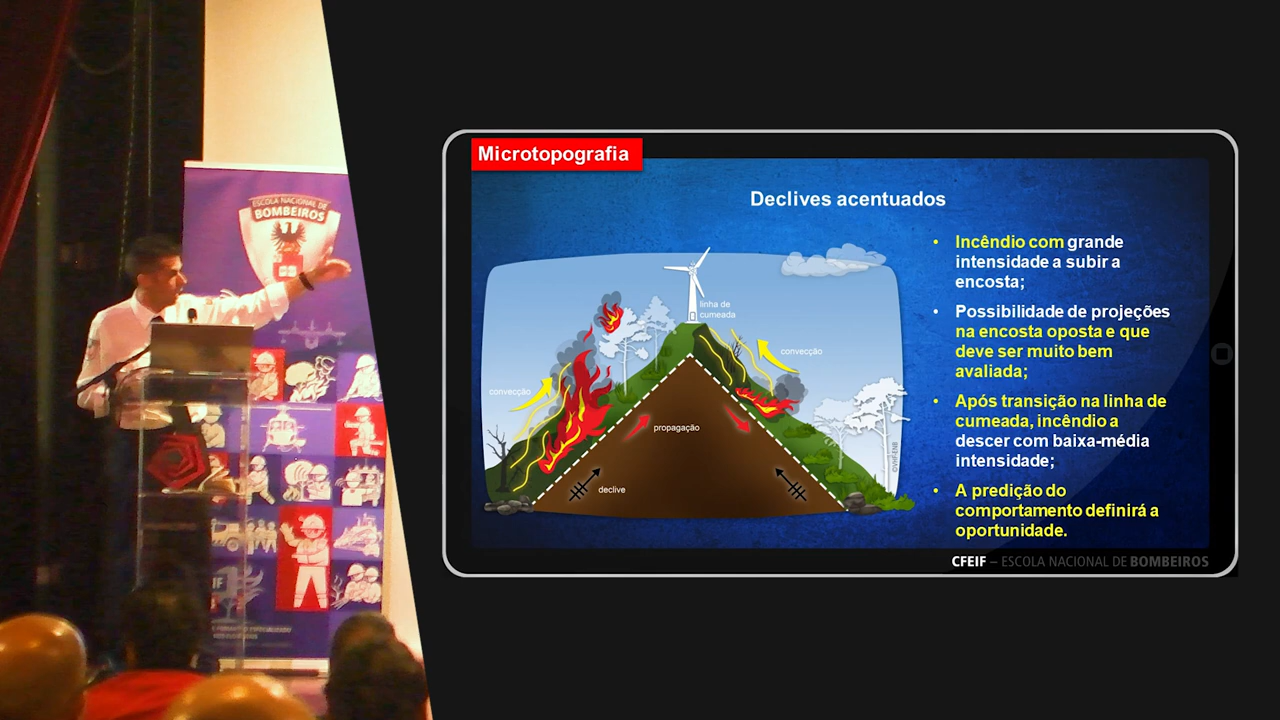 ESCOLA NACIONAL DE
BOMBEIROS
Microtopografia
Declives acentuados
linha de
cumeada
convecção
convecção
propagação
declive
©VHF-ENB
• Incêndio com grande
intensidade a subir a
encosta;
• Possibilidade de projeções
na encosta oposta e que
deve ser muito bem
avaliada;
• Após transição na linha de
cumeada, incêndio a
descer com baixa-média
intensidade;
• A predição do
comportamento definirá a
oportunidade.
CFEIF – ESCOLA NACIONAL DE BOMBEIROS